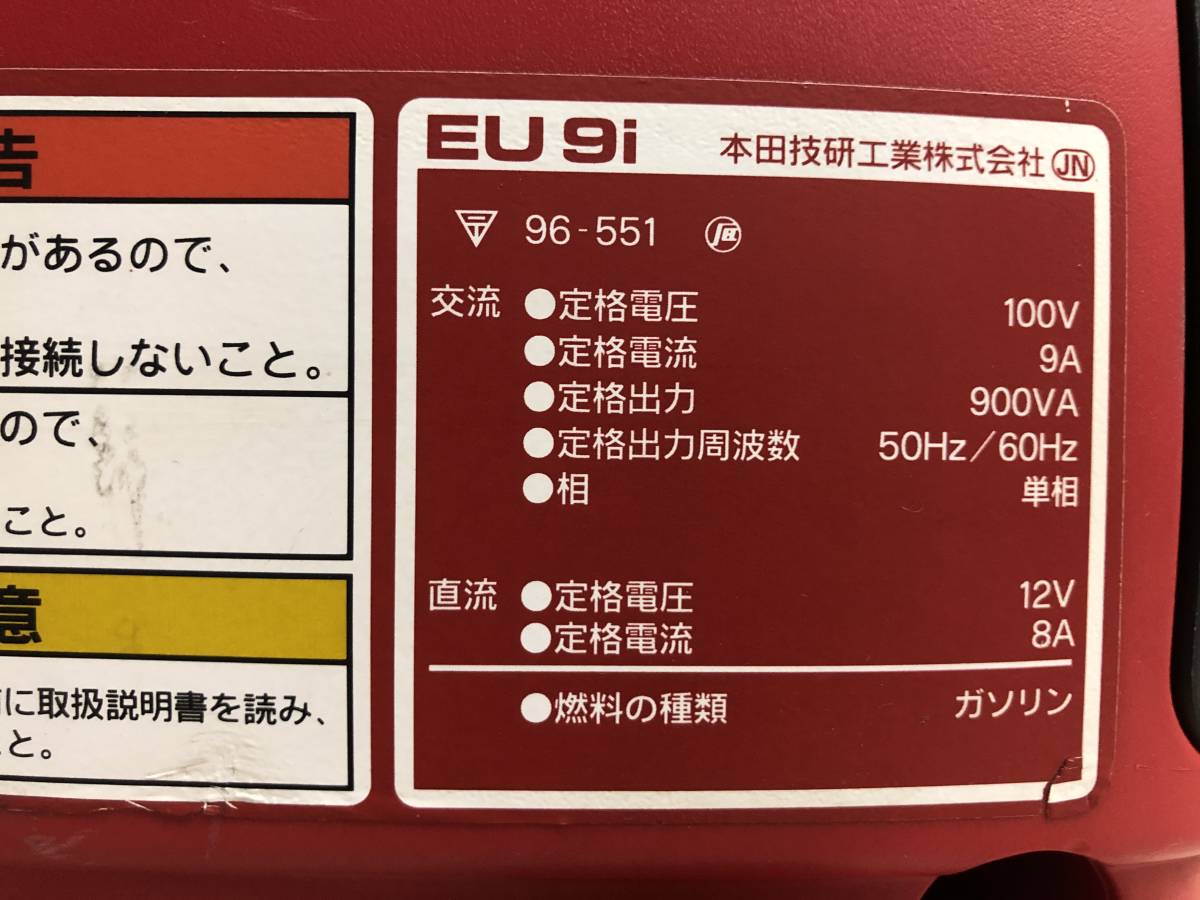 告
があるので、
接続しないこと。
ので、
こと。
意
に取扱説明書を読み、
と。
EU 9i 本田技研工業株式会社 JN
96-551
交流 ●定格電圧 100V
●定格電流 9A
●定格出力 900VA
●定格出力周波数 50Hz/60Hz
●相 単相
直流 ●定格電圧 12V
●定格電流 8A
●燃料の種類 ガソリン